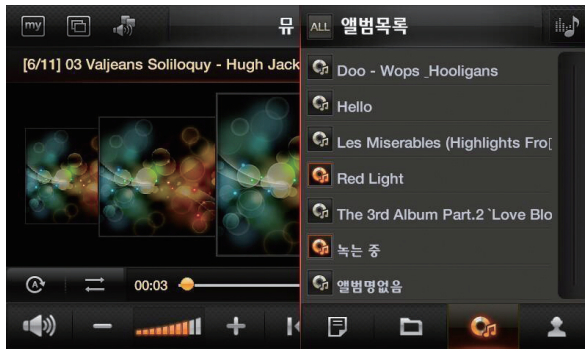 my
뮤
ALL 앨범목록
[6/11] 03 Valjeans Soliloquy - Hugh Jack
Doo - Wops _Hooligans
Hello
Les Miserables (Highlights Fro[
Red Light
The 3rd Album Part.2 `Love Blo
녹는 중
앨범명없음
A
00:03